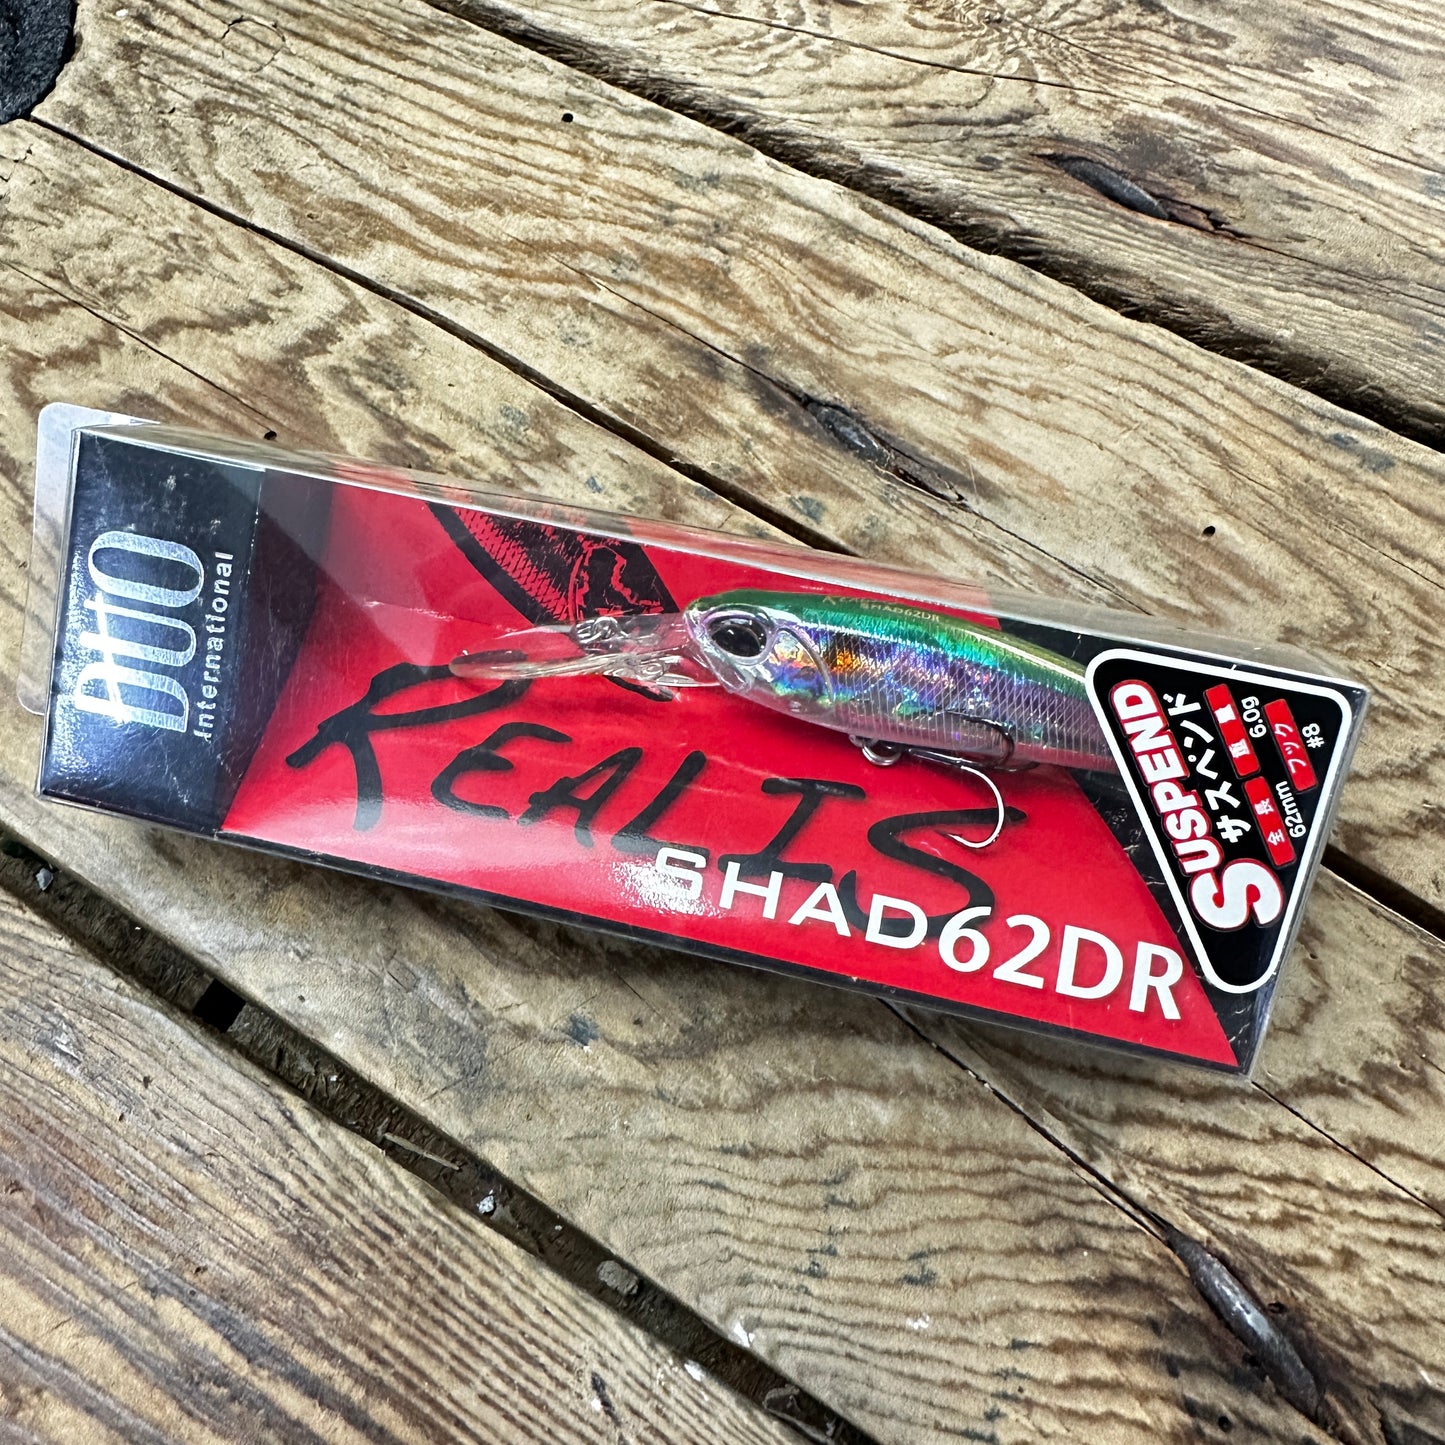 DUO
International
REALIS
SHAD62DR
SHAD62DR
SUSPEND
サスペンド
全長
62mm
重量
6.0g
フック
#8